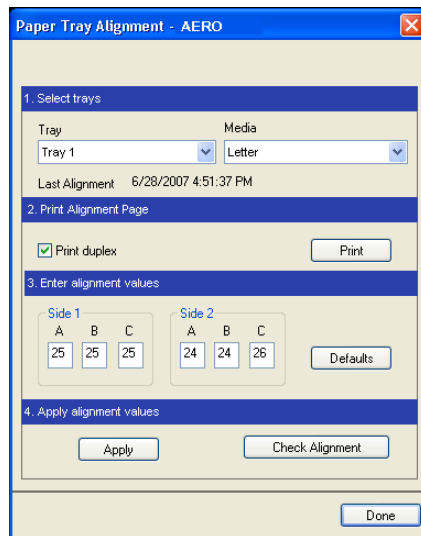 Paper Tray Alignment - AERO
1. Select trays
Tray Media
Tray 1 Letter
Last Alignment 6/28/2007 4:51:37 PM
2. Print Alignment Page
Print duplex Print
3. Enter alignment values
Side 1 Side 2
A B C A B C
25 25 25 24 24 26 Defaults
4. Apply alignment values
Apply Check Alignment
Done